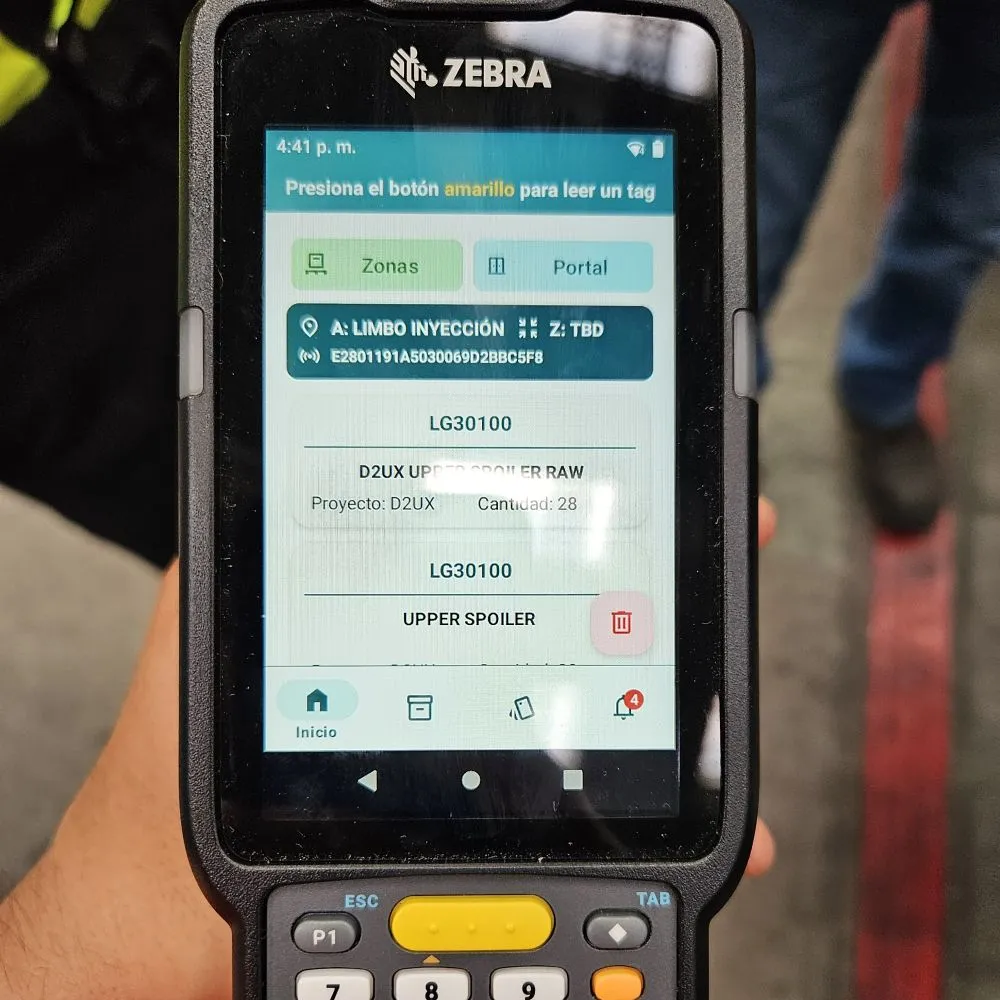 ZEBRA
4:41 p. m.
Presiona el botón amarillo para leer un tag
Zonas Portal
A: LIMBO INYECCIÓN Z: TBD
E2801191A5030069D2BBC5F8
LG30100
D2UX UPPER SPOILER RAW
Proyecto: D2UX Cantidad: 28
LG30100
UPPER SPOILER
4
Inicio
ESC TAB
P1
7 8 9